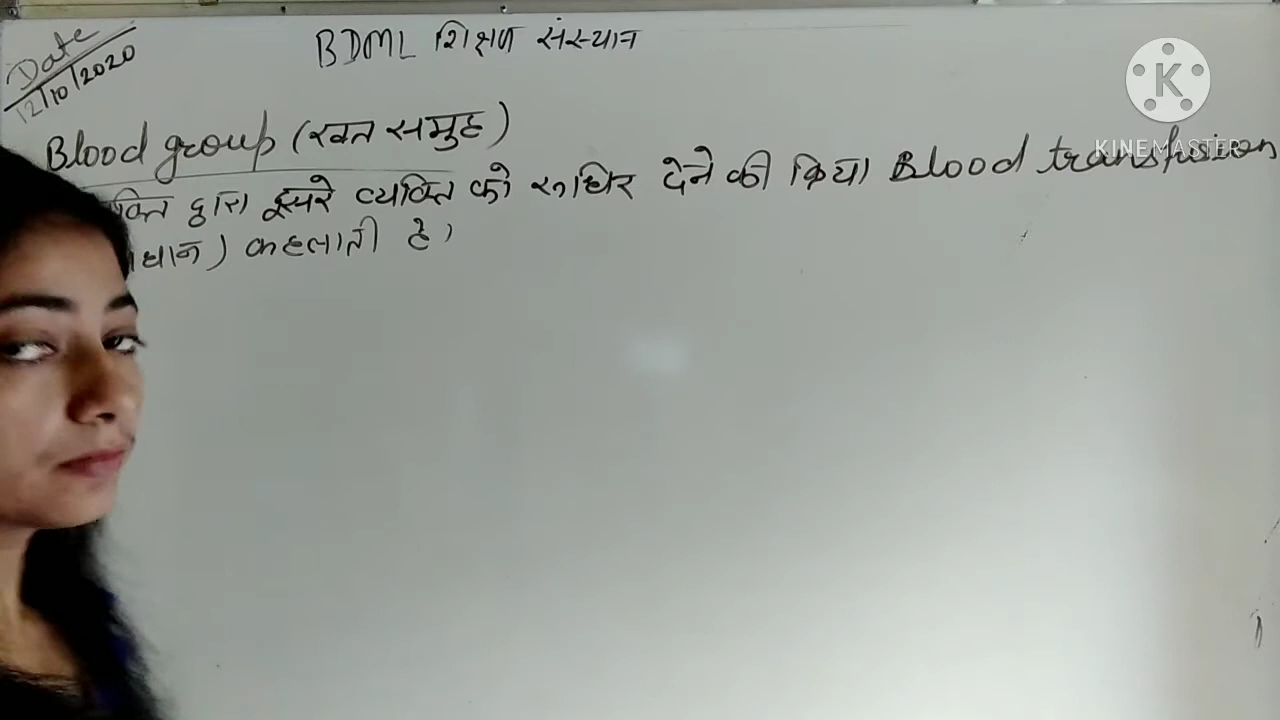 Date
12/10/2020
BDML शिक्षण संस्थान
Blood group (रक्त समुह)
द्वारा दूसरे व्यक्ति को रुधिर देने की क्रिया Blood transfusion
कहलाती है।
K
KINEMASTER